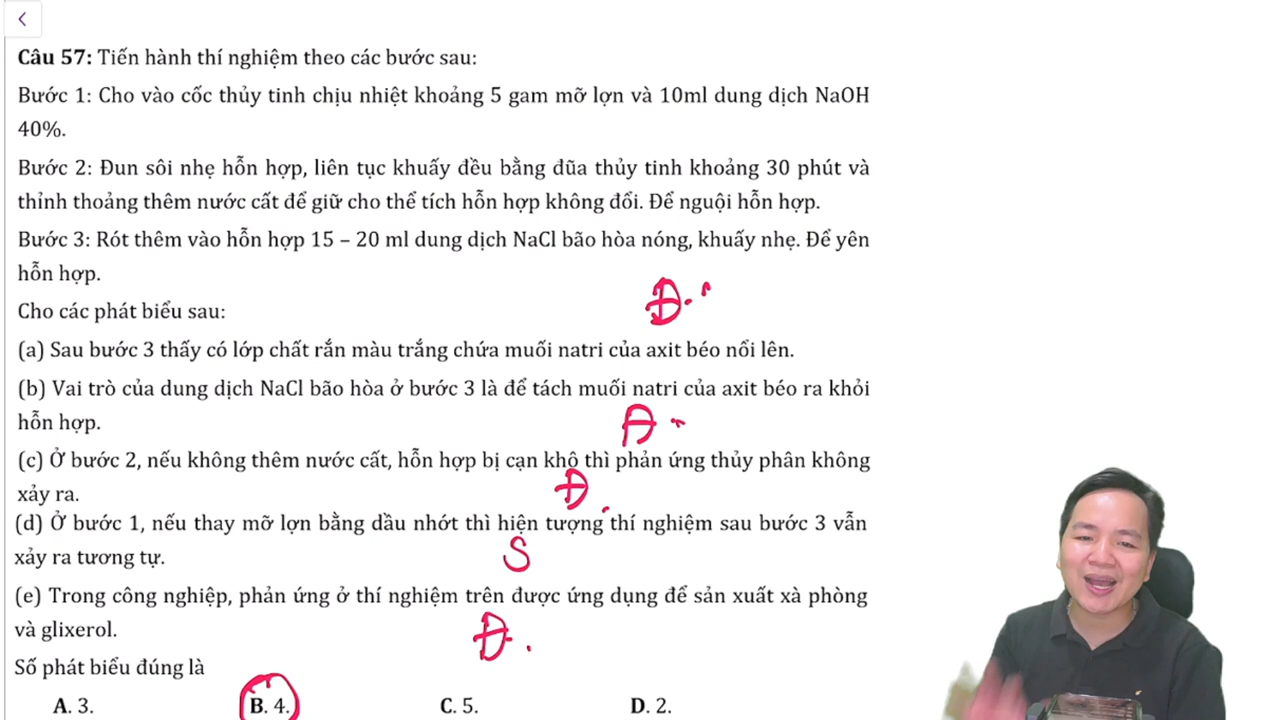 Câu 57: Tiến hành thí nghiệm theo các bước sau:
Bước 1: Cho vào cốc thủy tinh chịu nhiệt khoảng 5 gam mỡ lợn và 10ml dung dịch NaOH
40%.
Bước 2: Đun sôi nhẹ hỗn hợp, liên tục khuấy đều bằng đũa thủy tinh khoảng 30 phút và
thỉnh thoảng thêm nước cất để giữ cho thể tích hỗn hợp không đổi. Để nguội hỗn hợp.
Bước 3: Rót thêm vào hỗn hợp 15 – 20 ml dung dịch NaCl bão hòa nóng, khuấy nhẹ. Để yên
hỗn hợp.
Cho các phát biểu sau:
Đ.
(a) Sau bước 3 thấy có lớp chất rắn màu trắng chứa muối natri của axit béo nổi lên.
(b) Vai trò của dung dịch NaCl bão hòa ở bước 3 là để tách muối natri của axit béo ra khỏi
hỗn hợp.
Đ
(c) Ở bước 2, nếu không thêm nước cất, hỗn hợp bị cạn khô thì phản ứng thủy phân không
xảy ra.
Đ
(d) Ở bước 1, nếu thay mỡ lợn bằng dầu nhớt thì hiện tượng thí nghiệm sau bước 3 vẫn
xảy ra tương tự.
S
(e) Trong công nghiệp, phản ứng ở thí nghiệm trên được ứng dụng để sản xuất xà phòng
và glixerol.
Đ.
Số phát biểu đúng là
A. 3. B. 4. C. 5. D. 2.